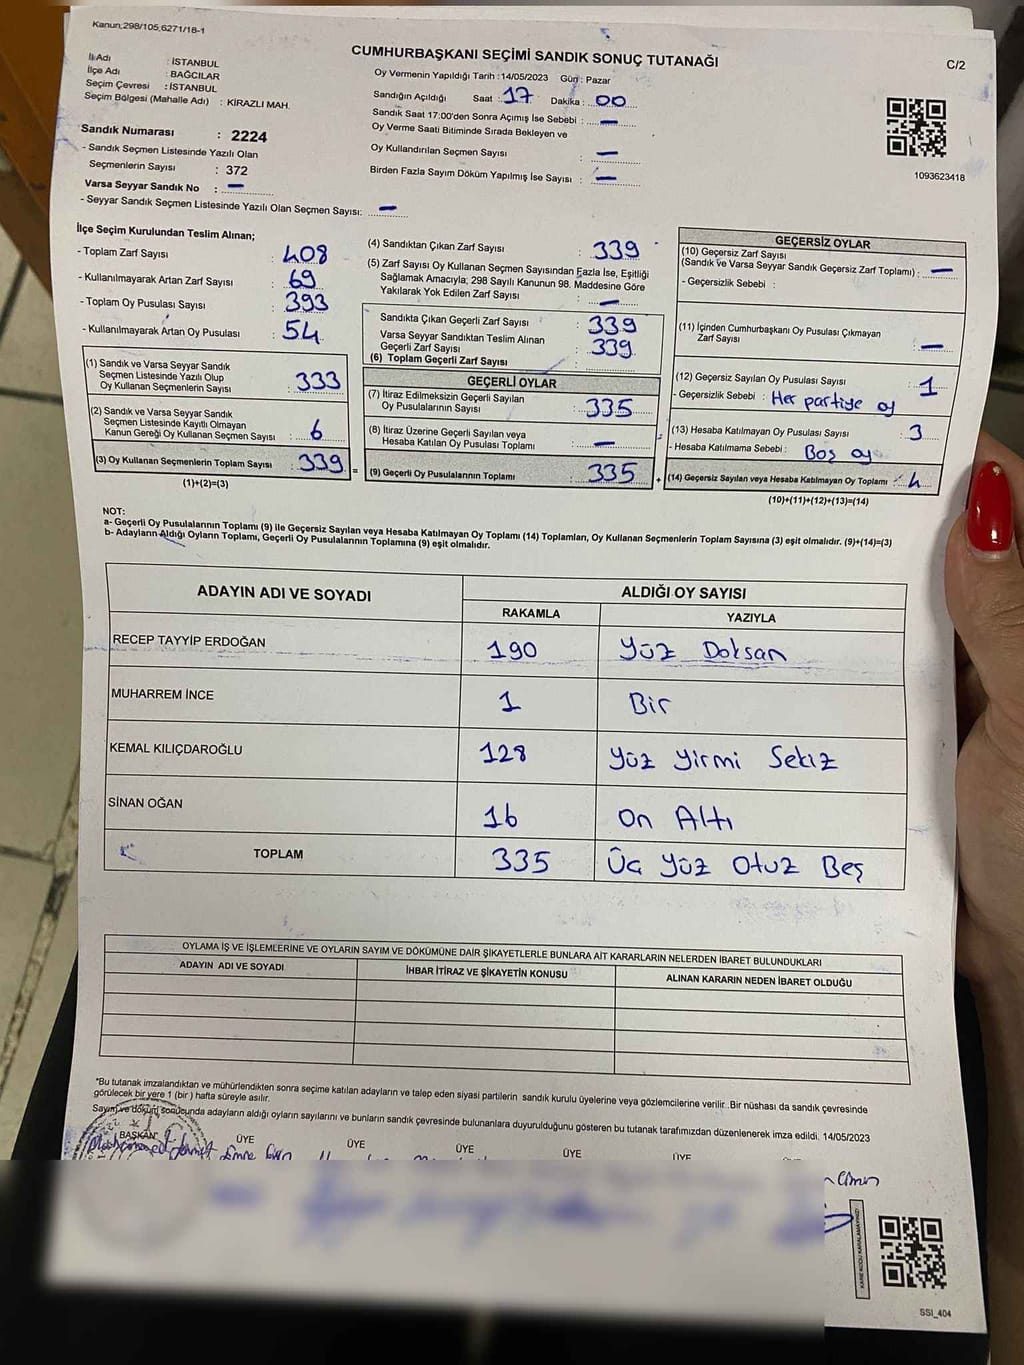 Kanun,298/105,6271/18-1
CUMHURBAŞKANI SEÇİMİ SANDIK SONUÇ TUTANAĞI
C/2
İl Adı : İSTANBUL
İlçe Adı : BAĞCILAR
Seçim Çevresi : İSTANBUL
Seçim Bölgesi (Mahalle Adı) : KİRAZLI MAH.
Sandık Numarası : 2224
- Sandık Seçmen Listesinde Yazılı Olan
Seçmenlerin Sayısı : 372
Varsa Seyyar Sandık No : —
- Seyyar Sandık Seçmen Listesinde Yazılı Olan Seçmen Sayısı: —
Oy Vermenin Yapıldığı Tarih : 14/05/2023 Gün : Pazar
Sandığın Açıldığı Saat : 17 Dakika : 00
Sandık Saat 17:00'den Sonra Açımış İse Sebebi : —
Oy Verme Saati Bitiminde Sırada Bekleyen ve
Oy Kullandırılan Seçmen Sayısı : —
Birden Fazla Sayım Döküm Yapılmış İse Sayısı : —
1093623418
İlçe Seçim Kurulundan Teslim Alınan;
- Toplam Zarf Sayısı : 408
- Kullanılmayarak Artan Zarf Sayısı : 69
- Toplam Oy Pusulası Sayısı : 393
- Kullanılmayarak Artan Oy Pusulası : 54
(1) Sandık ve Varsa Seyyar Sandık
Seçmen Listesinde Yazılı Olup
Oy Kullanan Seçmenlerin Sayısı : 333
(2) Sandık ve Varsa Seyyar Sandık
Seçmen Listesinde Kayıtlı Olmayan
Kanun Gereği Oy Kullanan Seçmen Sayısı : 6
(3) Oy Kullanan Seçmenlerin Toplam Sayısı : 339
(1)+(2)=(3)
=
(4) Sandıktan Çıkan Zarf Sayısı : 339
(5) Zarf Sayısı Oy Kullanan Seçmen Sayısından Fazla İse, Eşitliği
Sağlamak Amacıyla; 298 Sayılı Kanunun 98. Maddesine Göre
Yakılarak Yok Edilen Zarf Sayısı : —
Sandıkta Çıkan Geçerli Zarf Sayısı : 339
Varsa Seyyar Sandıktan Teslim Alınan
Geçerli Zarf Sayısı : 339
(6) Toplam Geçerli Zarf Sayısı :
GEÇERLİ OYLAR
(7) İtiraz Edilmeksizin Geçerli Sayılan
Oy Pusulalarının Sayısı : 335
(8) İtiraz Üzerine Geçerli Sayılan veya
Hesaba Katılan Oy Pusulası Toplamı : —
(9) Geçerli Oy Pusulalarının Toplamı : 335
+
GEÇERSİZ OYLAR
(10) Geçersiz Zarf Sayısı
(Sandık ve Varsa Seyyar Sandık Geçersiz Zarf Toplamı) : —
- Geçersizlik Sebebi :
(11) İçinden Cumhurbaşkanı Oy Pusulası Çıkmayan
Zarf Sayısı : —
(12) Geçersiz Sayılan Oy Pusulası Sayısı : 1
- Geçersizlik Sebebi : Her partiye oy
(13) Hesaba Katılmayan Oy Pusulası Sayısı : 3
- Hesaba Katılmama Sebebi : Boş oy
(14) Geçersiz Sayılan veya Hesaba Katılmayan Oy Toplamı : 4
(10)+(11)+(12)+(13)=(14)
NOT:
a- Geçerli Oy Pusulalarının Toplamı (9) ile Geçersiz Sayılan veya Hesaba Katılmayan Oy Toplamı (14) Toplamları, Oy Kullanan Seçmenlerin Toplam Sayısına (3) eşit olmalıdır. (9)+(14)=(3)
b- Adayların Aldığı Oyların Toplamı, Geçerli Oy Pusulalarının Toplamına (9) eşit olmalıdır.
ADAYIN ADI VE SOYADI ALDIĞI OY SAYISI
RAKAMLA YAZIYLA
RECEP TAYYİP ERDOĞAN 190 Yüz Doksan
MUHARREM İNCE 1 Bir
KEMAL KILIÇDAROĞLU 128 Yüz Yirmi Sekiz
SİNAN OĞAN 16 On Altı
TOPLAM 335 Üç Yüz Otuz Beş
OYLAMA İŞ VE İŞLEMLERİNE VE OYLARIN SAYIM VE DÖKÜMÜNE DAİR ŞİKAYETLERLE BUNLARA AİT KARARLARIN NELERDEN İBARET BULUNDUKLARI
ADAYIN ADI VE SOYADI İHBAR İTİRAZ VE ŞİKAYETİN KONUSU ALINAN KARARIN NEDEN İBARET OLDUĞU
*Bu tutanak imzalandıktan ve mühürlendikten sonra seçime katılan adayların ve talep eden siyasi partilerin sandık kurulu üyelerine veya gözlemcilerine verilir. Bir nüshası da sandık çevresinde
görülecek bir yere 1 (bir ) hafta süreyle asılır.
Sayım ve döküm sonucunda adayların aldığı oyların sayılarını ve bunların sandık çevresinde bulunanlara duyurulduğunu gösteren bu tutanak tarafımızdan düzenlenerek imza edildi. 14/05/2023
BAŞKAN ÜYE ÜYE ÜYE ÜYE ÜYE
KARE KODU KARALAMAYINIZ!
SSI_404